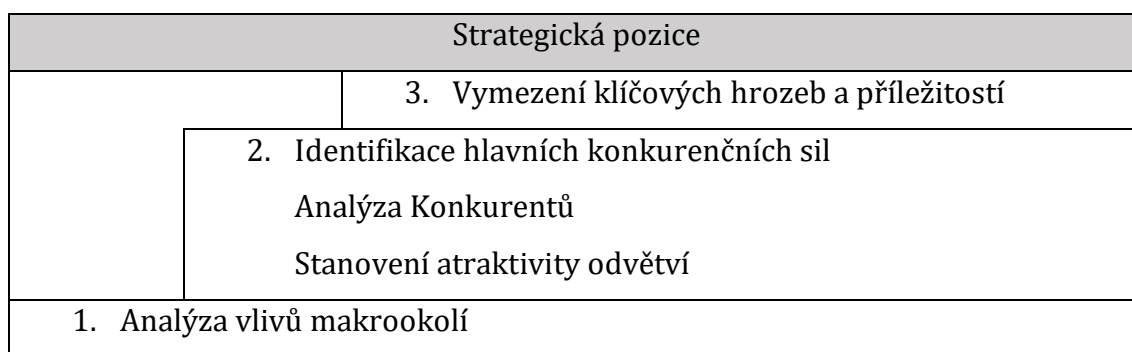 Strategická pozice
3. Vymezení klíčových hrozeb a příležitostí
2. Identifikace hlavních konkurenčních sil
Analýza Konkurentů
Stanovení atraktivity odvětví
1. Analýza vlivů makrookolí